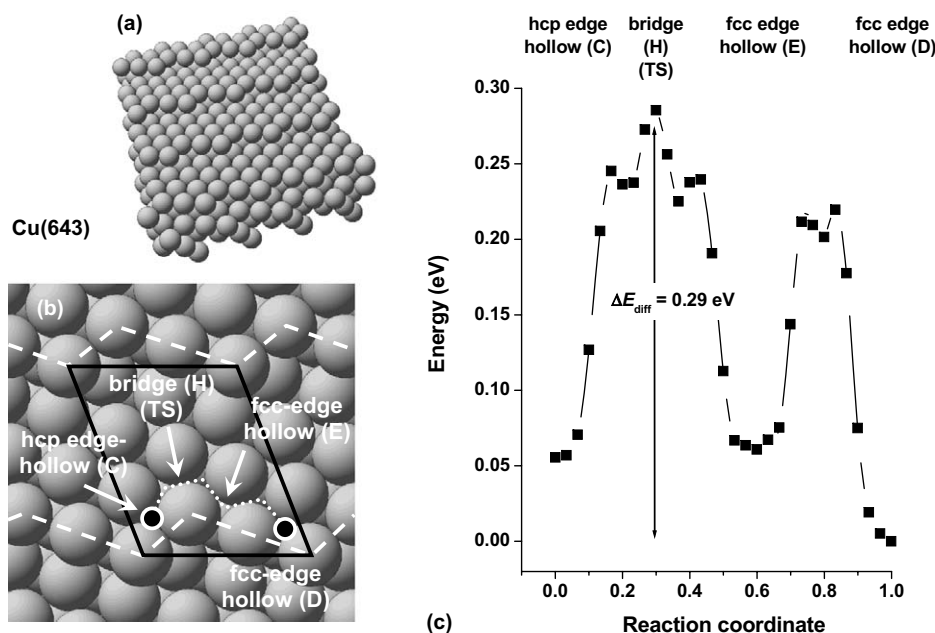 (a)
Cu(643)
(b)
bridge (H)
(TS)
fcc-edge
hollow (E)
hcp edge-
hollow (C)
fcc-edge
hollow (D)
(c)
hcp edge
hollow (C)
bridge
(H)
(TS)
fcc edge
hollow (E)
fcc edge
hollow (D)
0.30
0.25
0.20
0.15
0.10
0.05
0.00
Energy (eV)
ΔE_diff = 0.29 eV
0.0 0.2 0.4 0.6 0.8 1.0
Reaction coordinate